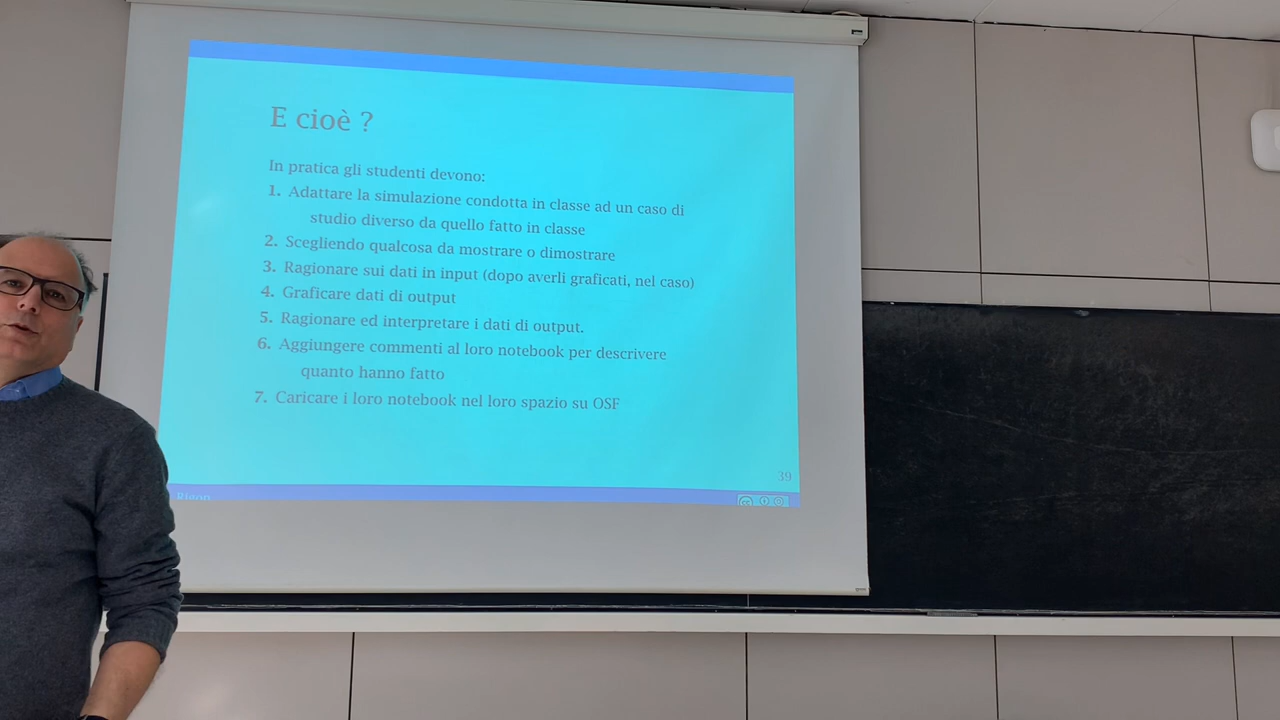 E cioè ?
In pratica gli studenti devono:
1. Adattare la simulazione condotta in classe ad un caso di
studio diverso da quello fatto in classe
2. Scegliendo qualcosa da mostrare o dimostrare
3. Ragionare sui dati in input (dopo averli graficati, nel caso)
4. Graficare dati di output
5. Ragionare ed interpretare i dati di output.
6. Aggiungere commenti al loro notebook per descrivere
quanto hanno fatto
7. Caricare i loro notebook nel loro spazio su OSF
39
Rigon